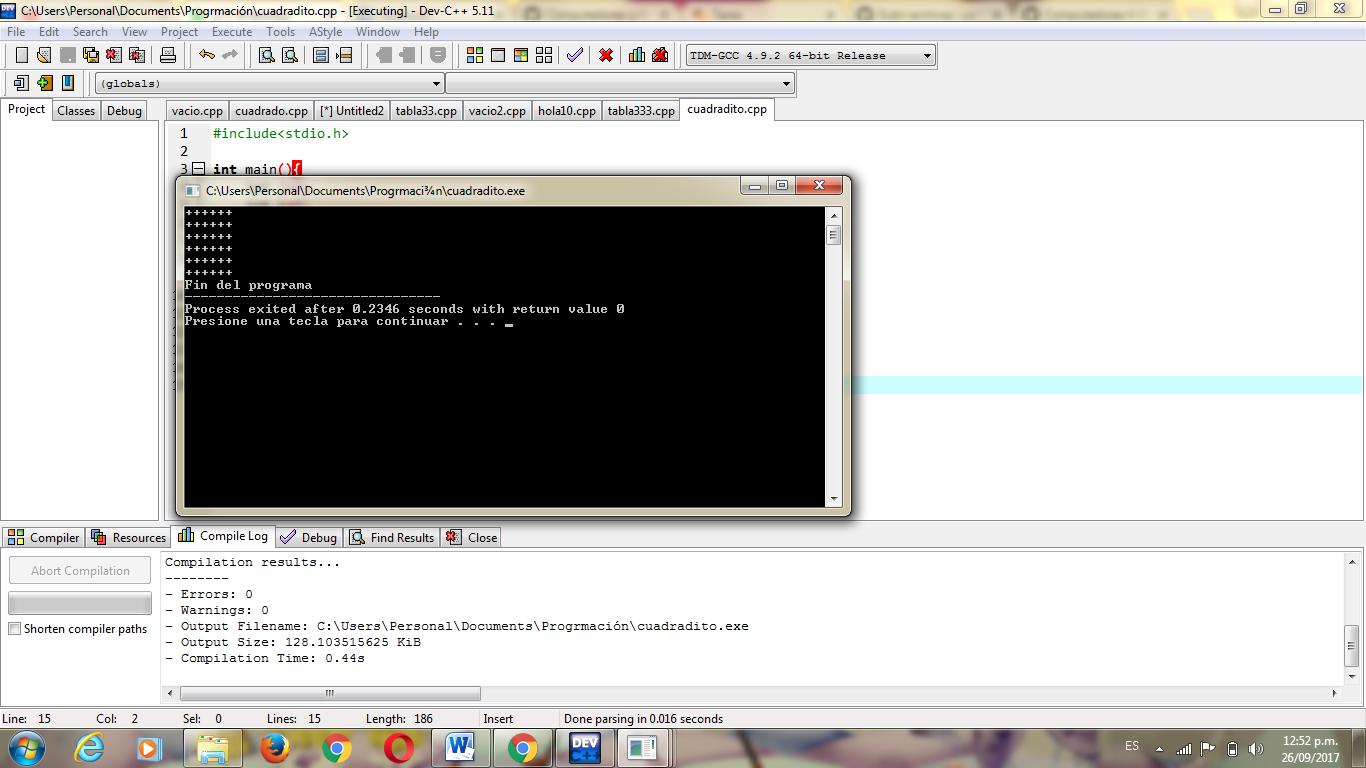 C:\Users\Personal\Documents\Progrmación\cuadradito.cpp - [Executing] - Dev-C++ 5.11
File Edit Search View Project Execute Tools AStyle Window Help
TDM-GCC 4.9.2 64-bit Release
(globals)
Project Classes Debug vacio.cpp cuadrado.cpp [*] Untitled2 tabla33.cpp vacio2.cpp hola10.cpp tabla333.cpp cuadradito.cpp
1 #include<stdio.h>
2
3 int main(){
C:\Users\Personal\Documents\Progrmaci¾n\cuadradito.exe
++++++
++++++
++++++
++++++
++++++
++++++
Fin del programa
--------------------------------
Process exited after 0.2346 seconds with return value 0
Presione una tecla para continuar . . . _
Compiler Resources Compile Log Debug Find Results Close
Abort Compilation
Shorten compiler paths
Compilation results...
--------
- Errors: 0
- Warnings: 0
- Output Filename: C:\Users\Personal\Documents\Progrmación\cuadradito.exe
- Output Size: 128.103515625 KiB
- Compilation Time: 0.44s
Line: 15 Col: 2 Sel: 0 Lines: 15 Length: 186 Insert Done parsing in 0.016 seconds
DEV C++
ES
12:52 p.m.
26/09/2017